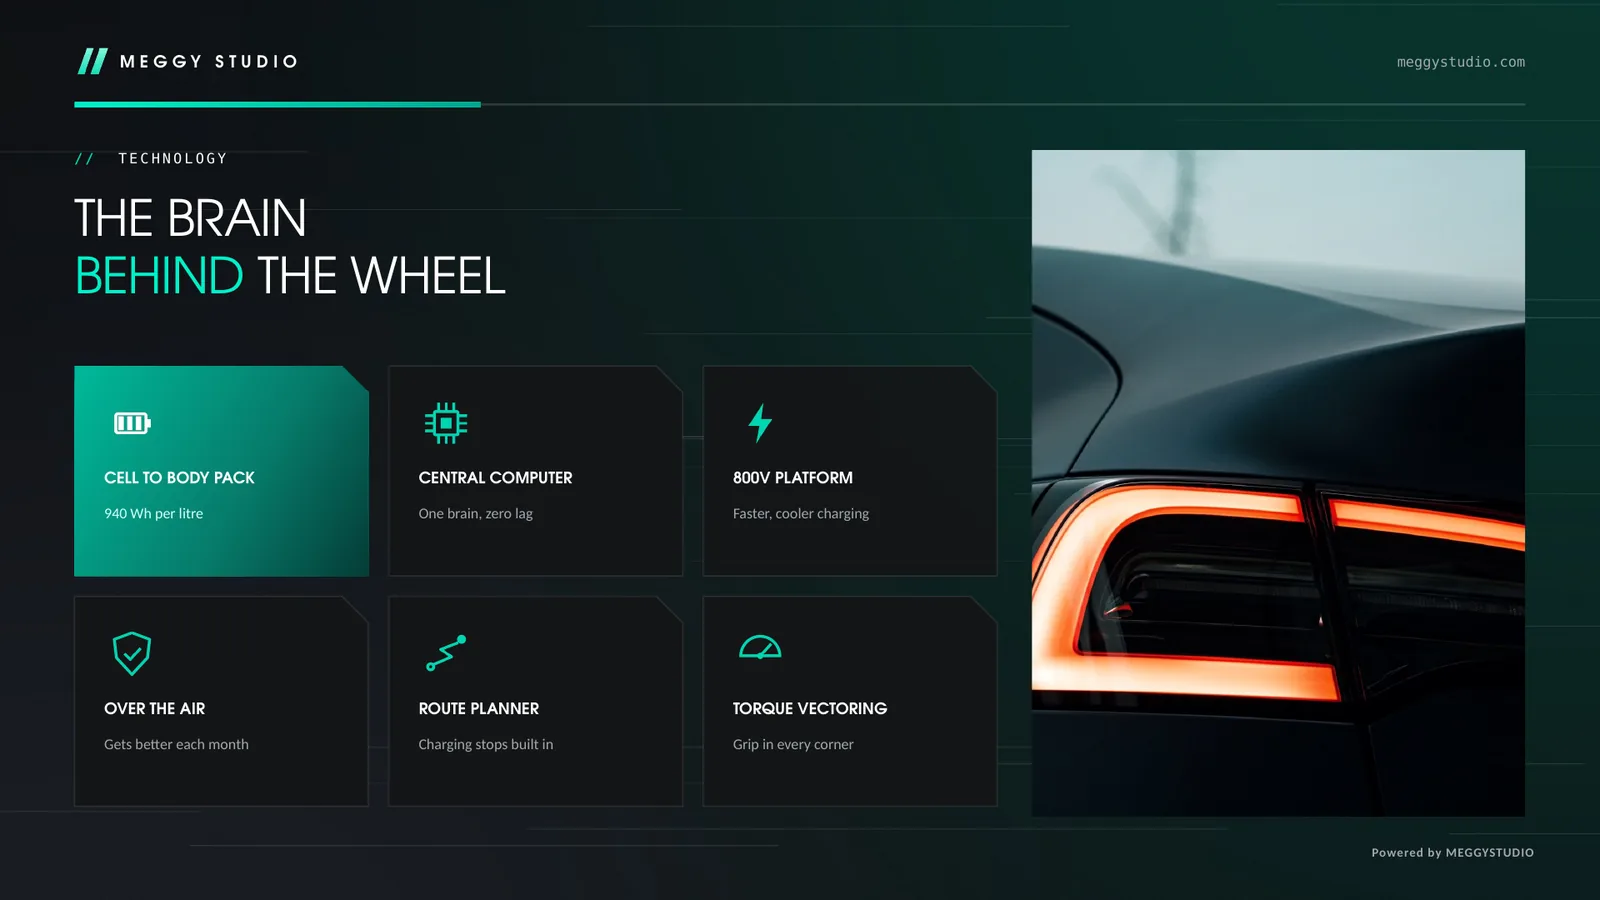 MEGGY STUDIO
meggystudio.com
// TECHNOLOGY
THE BRAIN
BEHIND THE WHEEL
CELL TO BODY PACK
940 Wh per litre
CENTRAL COMPUTER
One brain, zero lag
800V PLATFORM
Faster, cooler charging
OVER THE AIR
Gets better each month
ROUTE PLANNER
Charging stops built in
TORQUE VECTORING
Grip in every corner
Powered by MEGGYSTUDIO